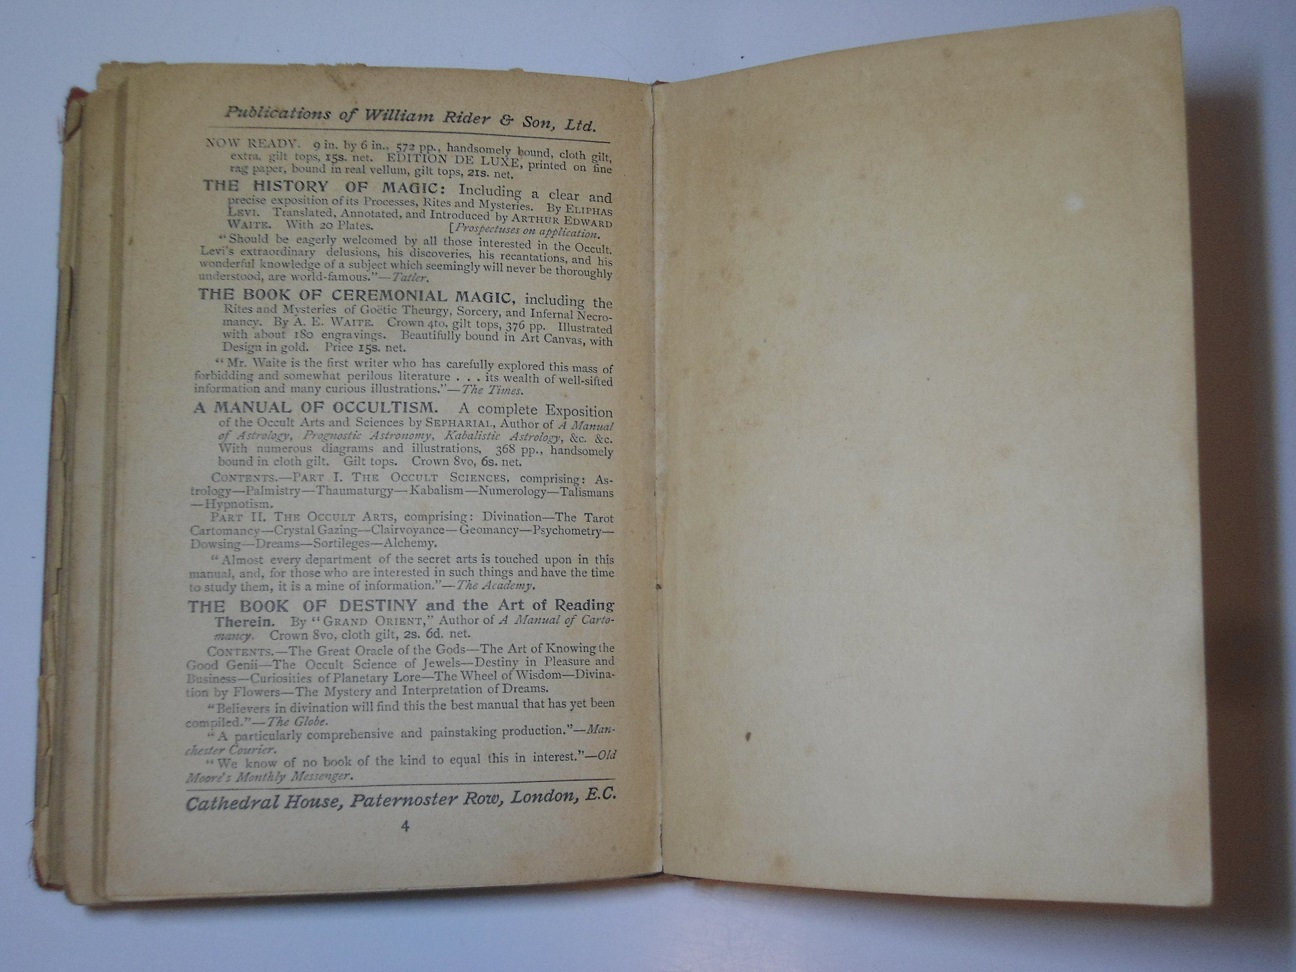 Publications of William Rider & Son, Ltd.
NOW READY. 9 in. by 6 in., 572 pp., handsomely bound, cloth gilt,
extra, gilt tops, 15s. net. EDITION DE LUXE, printed on fine
rag paper, bound in real vellum, gilt tops, 21s. net.
THE HISTORY OF MAGIC: Including a clear and
precise exposition of its Processes, Rites and Mysteries. By ELIPHAS
LEVI. Translated, Annotated, and Introduced by ARTHUR EDWARD
WAITE. With 20 Plates. [Prospectuses on application.
“Should be eagerly welcomed by all those interested in the Occult.
Levi's extraordinary delusions, his discoveries, his recantations, and his
wonderful knowledge of a subject which seemingly will never be thoroughly
understood, are world-famous.”—Tatler.
THE BOOK OF CEREMONIAL MAGIC, including the
Rites and Mysteries of Goëtic Theurgy, Sorcery, and Infernal Necro-
mancy. By A. E. WAITE. Crown 4to, gilt tops, 376 pp. Illustrated
with about 180 engravings. Beautifully bound in Art Canvas, with
Design in gold. Price 15s. net.
“Mr. Waite is the first writer who has carefully explored this mass of
forbidding and somewhat perilous literature . . . its wealth of well-sifted
information and many curious illustrations.”—The Times.
A MANUAL OF OCCULTISM. A complete Exposition
of the Occult Arts and Sciences by SEPHARIAL, Author of A Manual
of Astrology, Prognostic Astronomy, Kabalistic Astrology, &c. &c.
With numerous diagrams and illustrations, 368 pp., handsomely
bound in cloth gilt. Gilt tops. Crown 8vo, 6s. net.
CONTENTS.—PART I. THE OCCULT SCIENCES, comprising: As-
trology—Palmistry—Thaumaturgy—Kabalism—Numerology—Talismans
—Hypnotism.
PART II. THE OCCULT ARTS, comprising: Divination—The Tarot
Cartomancy—Crystal Gazing—Clairvoyance—Geomancy—Psychometry—
Dowsing—Dreams—Sortileges—Alchemy.
“Almost every department of the secret arts is touched upon in this
manual, and, for those who are interested in such things and have the time
to study them, it is a mine of information.”—The Academy.
THE BOOK OF DESTINY and the Art of Reading
Therein. By “GRAND ORIENT,” Author of A Manual of Carto-
mancy. Crown 8vo, cloth gilt, 2s. 6d. net.
CONTENTS.—The Great Oracle of the Gods—The Art of Knowing the
Good Genii—The Occult Science of Jewels—Destiny in Pleasure and
Business—Curiosities of Planetary Lore—The Wheel of Wisdom—Divina-
tion by Flowers—The Mystery and Interpretation of Dreams.
“Believers in divination will find this the best manual that has yet been
compiled.”—The Globe.
“A particularly comprehensive and painstaking production.”—Man-
chester Courier.
“We know of no book of the kind to equal this in interest.”—Old
Moore's Monthly Messenger.
Cathedral House, Paternoster Row, London, E.C.
4